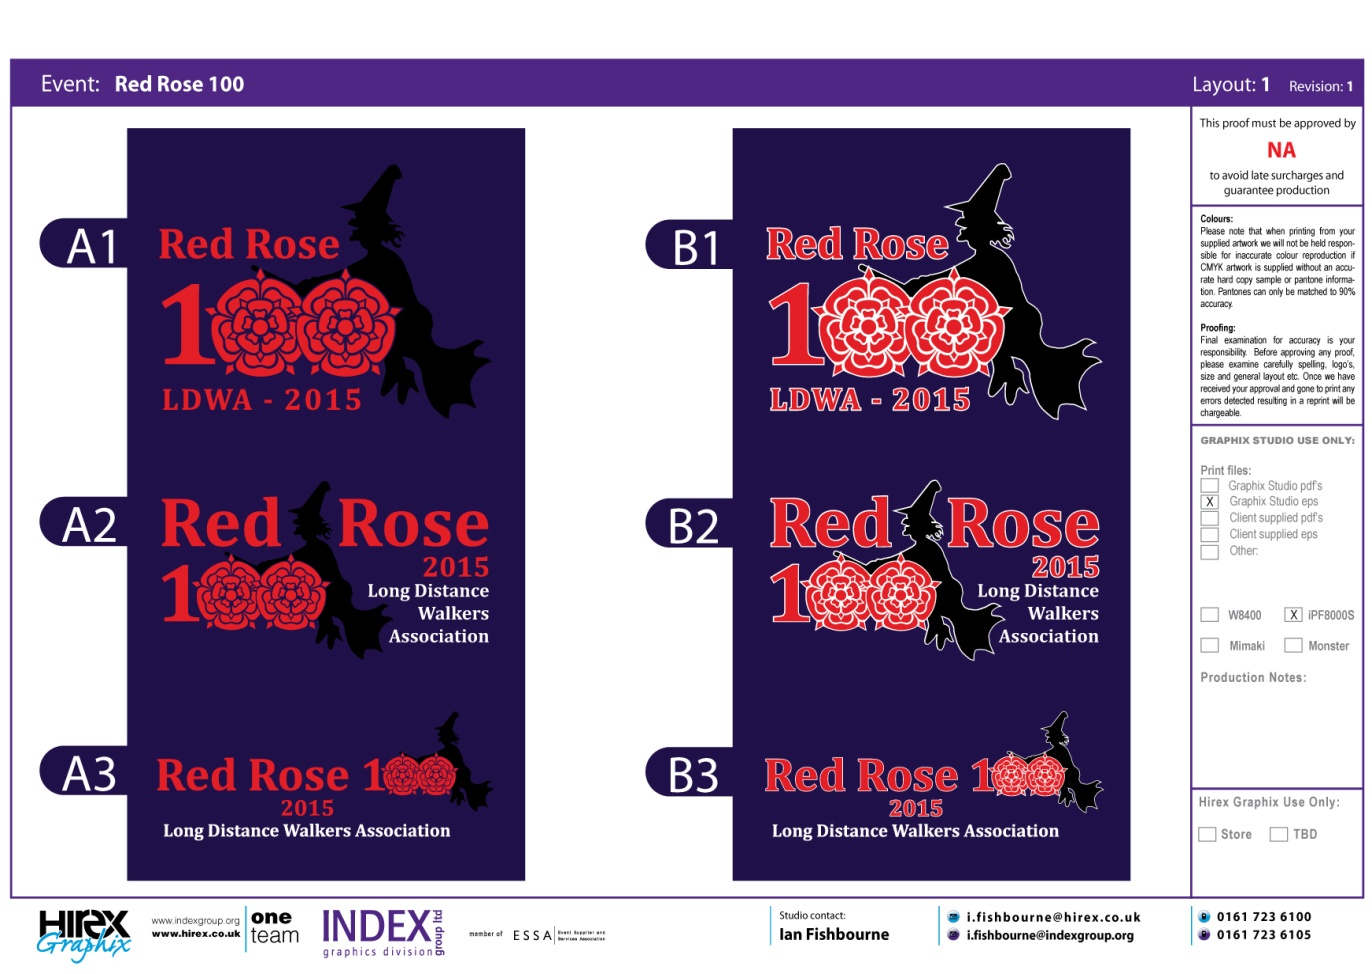 Event: Red Rose 100
Layout: 1 Revision: 1
A1
Red Rose
100
LDWA - 2015
A2
Red Rose
2015
100
Long Distance
Walkers
Association
A3
Red Rose 100
2015
Long Distance Walkers Association
B1
Red Rose
100
LDWA - 2015
B2
Red Rose
2015
100
Long Distance
Walkers
Association
B3
Red Rose 100
2015
Long Distance Walkers Association
This proof must be approved by
NA
to avoid late surcharges and
guarantee production
Colours:
Please note that when printing from your
supplied artwork we will not be held respon-
sible for inaccurate colour reproduction if
CMYK artwork is supplied without an accu-
rate hard copy sample or pantone informa-
tion. Pantones can only be matched to 90%
accuracy.
Proofing:
Final examination for accuracy is your
responsibility. Before approving any proof,
please examine carefully spelling, logo's,
size and general layout etc. Once we have
received your approval and gone to print any
errors detected resulting in a reprint will be
chargeable.
GRAPHIX STUDIO USE ONLY:
Print files:
Graphix Studio pdf's
X Graphix Studio eps
Client supplied pdf's
Client supplied eps
Other:
W8400 X iPF8000S
Mimaki Monster
Production Notes:
Hirex Graphix Use Only:
Store TBD
HIREX
Graphix
www.indexgroup.org
www.hirex.co.uk
one
team
INDEX
group ltd
graphics division
member of ESSA Event Supplier and
Services Association
Studio contact:
Ian Fishbourne
i.fishbourne@hirex.co.uk
i.fishbourne@indexgroup.org
0161 723 6100
0161 723 6105